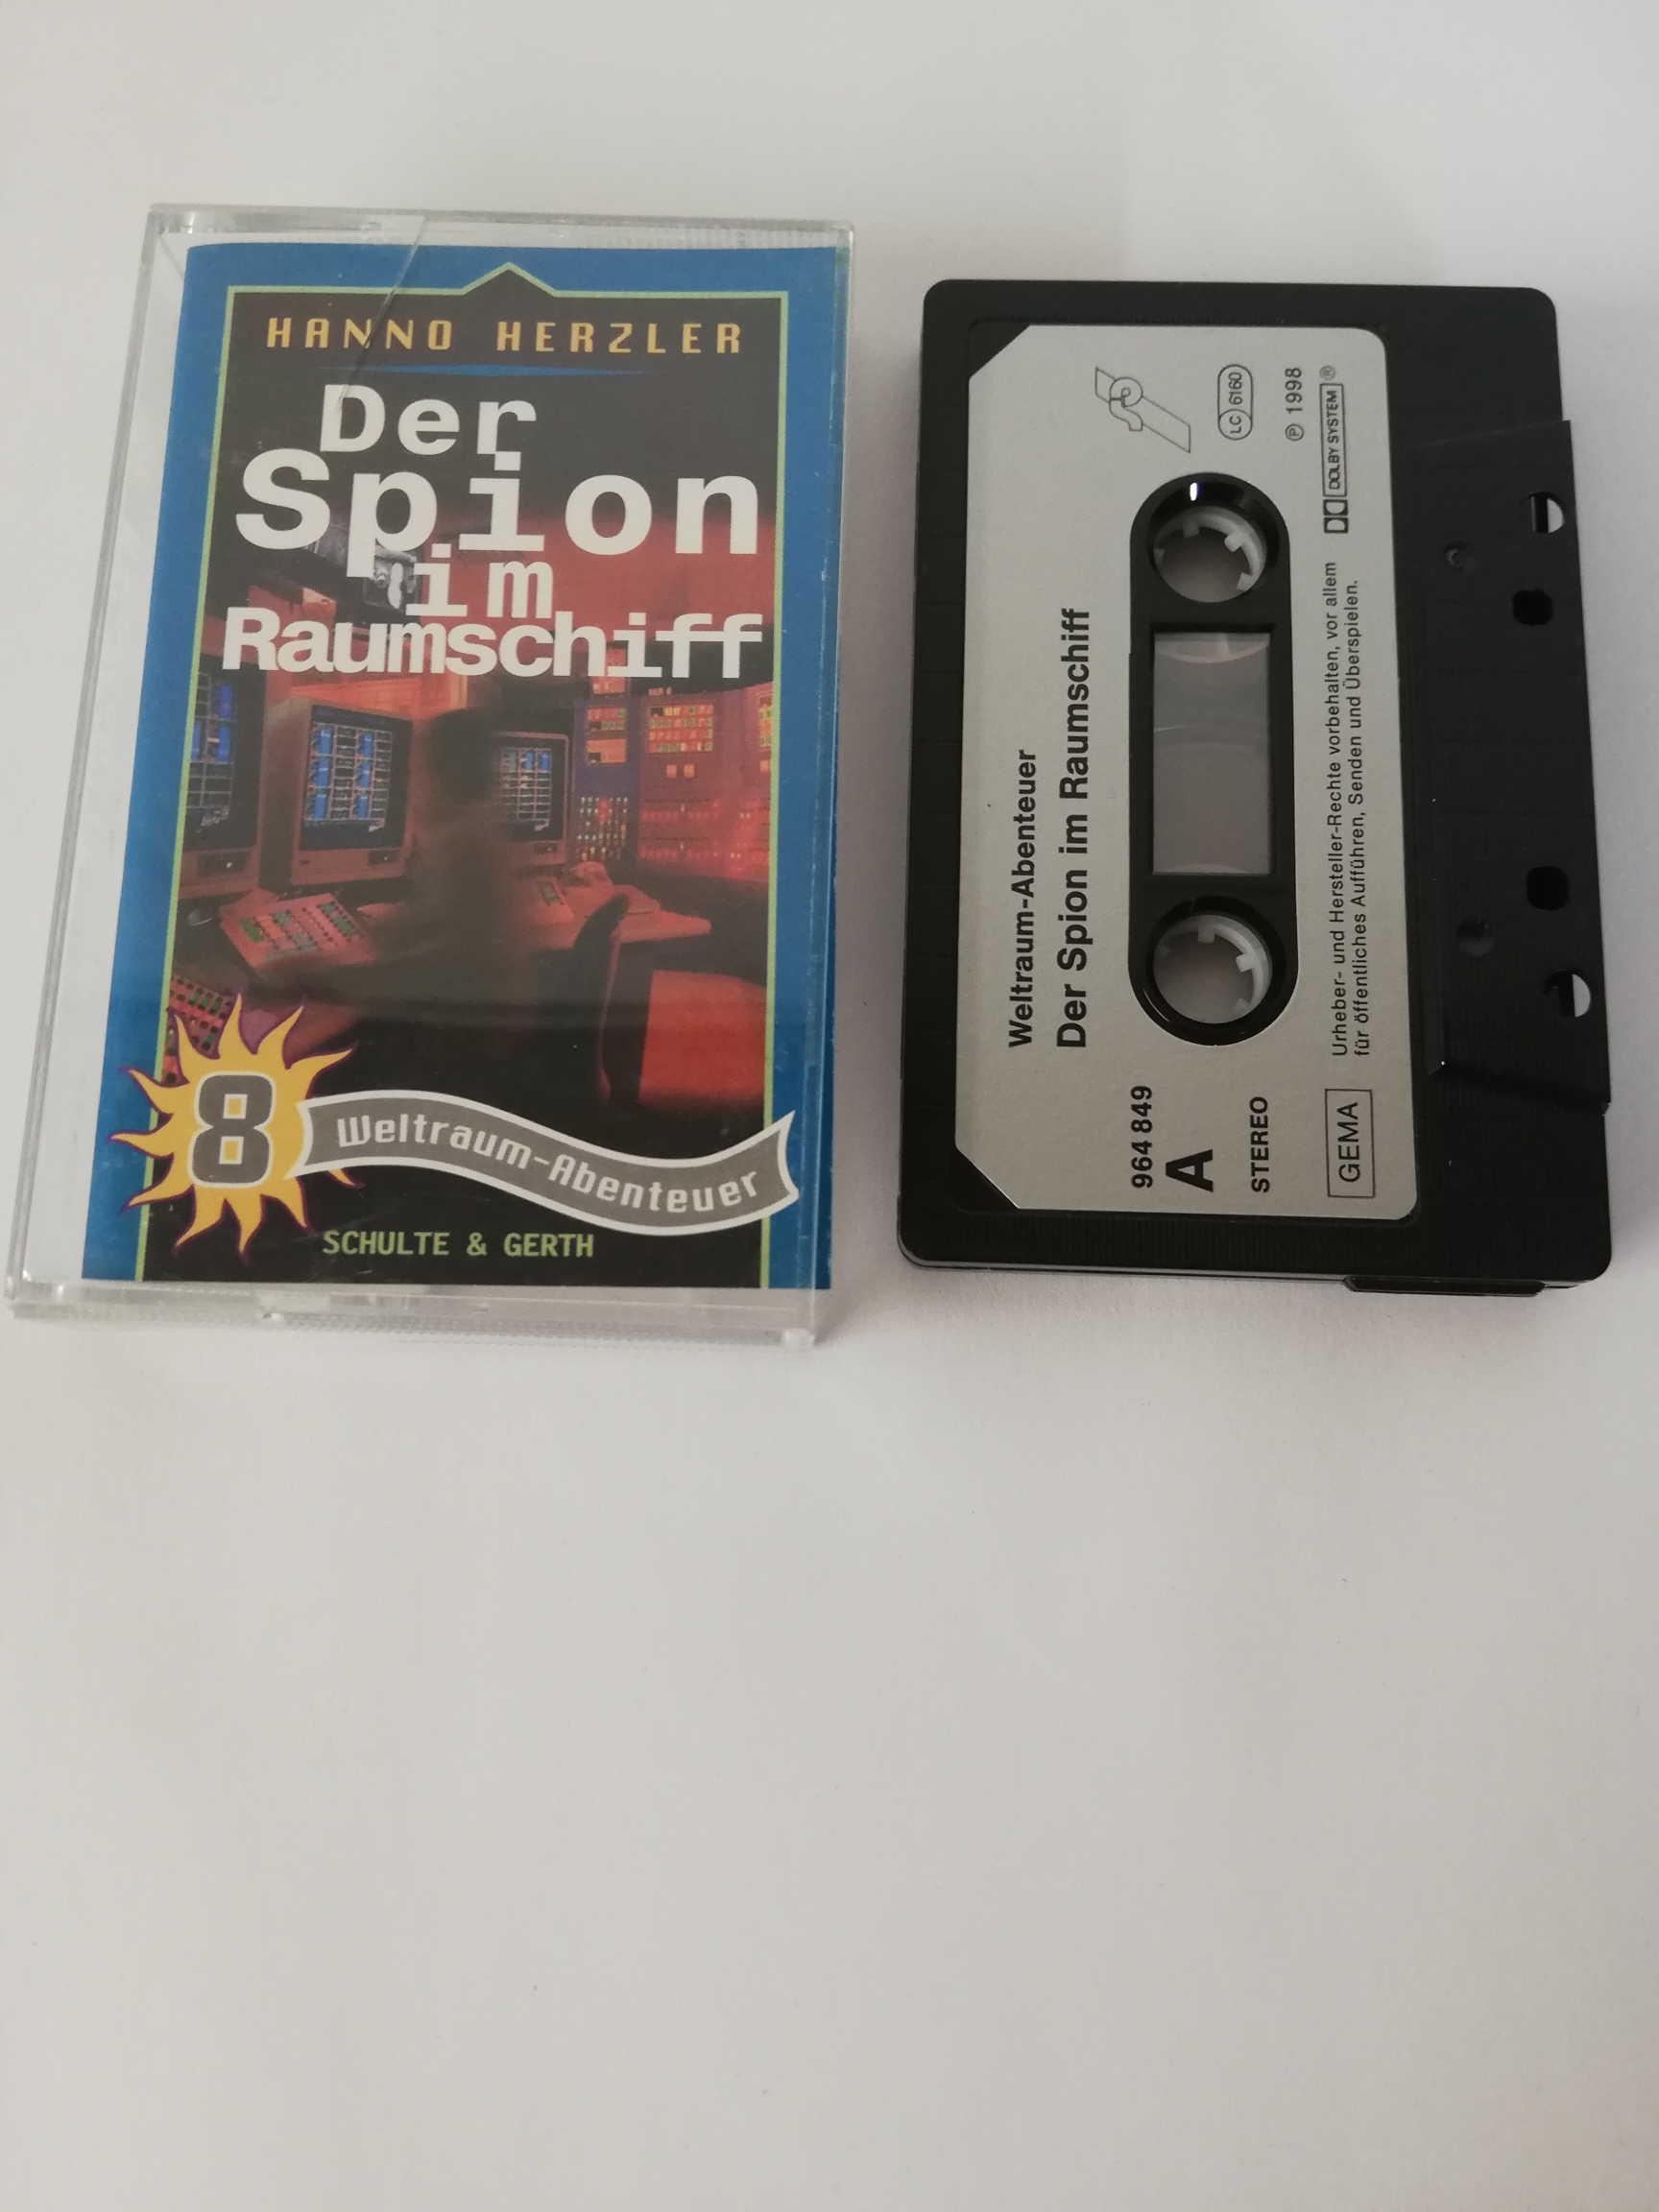 HANNO HERZLER
Der
Spion
im
Raumschiff
8
Weltraum-Abenteuer
SCHULTE & GERTH
Weltraum-Abenteuer
Der Spion im Raumschiff
964 849
A
STEREO
LC 6160
℗ 1998
GEMA
Urheber- und Hersteller-Rechte vorbehalten, vor allem
für öffentliches Aufführen, Senden und Überspielen.
DOLBY SYSTEM®